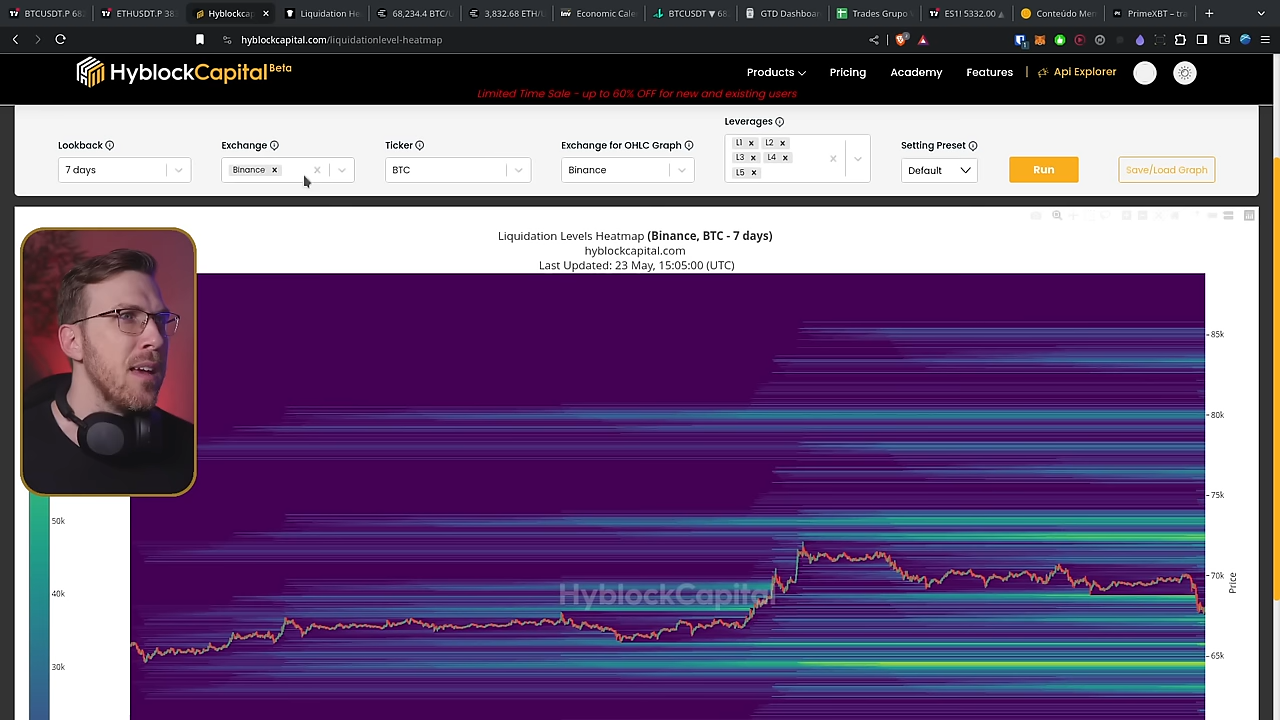 BTCUSDT.P 68
ETHUSDT.P 38
Hyblockcap
Liquidation He
68,234.4 BTC/U
3,832.68 ETH/U
Economic Cale
BTCUSDT ▼ 68
GTD Dashboar
Trades Grupo V
ES1! 5332.00
Conteúdo Mem
PrimeXBT – tra
hyblockcapital.com/liquidationlevel-heatmap
HyblockCapital Beta
Products
Pricing
Academy
Features
Api Explorer
Limited Time Sale - up to 60% OFF for new and existing users
Lookback
Exchange
Ticker
Exchange for OHLC Graph
Leverages
Setting Preset
7 days
Binance
BTC
Binance
L1 L2
L3 L4
L5
Default
Run
Save/Load Graph
Liquidation Levels Heatmap (Binance, BTC - 7 days)
hyblockcapital.com
Last Updated: 23 May, 15:05:00 (UTC)
85k
80k
75k
70k
65k
Price
50k
40k
30k
HyblockCapital